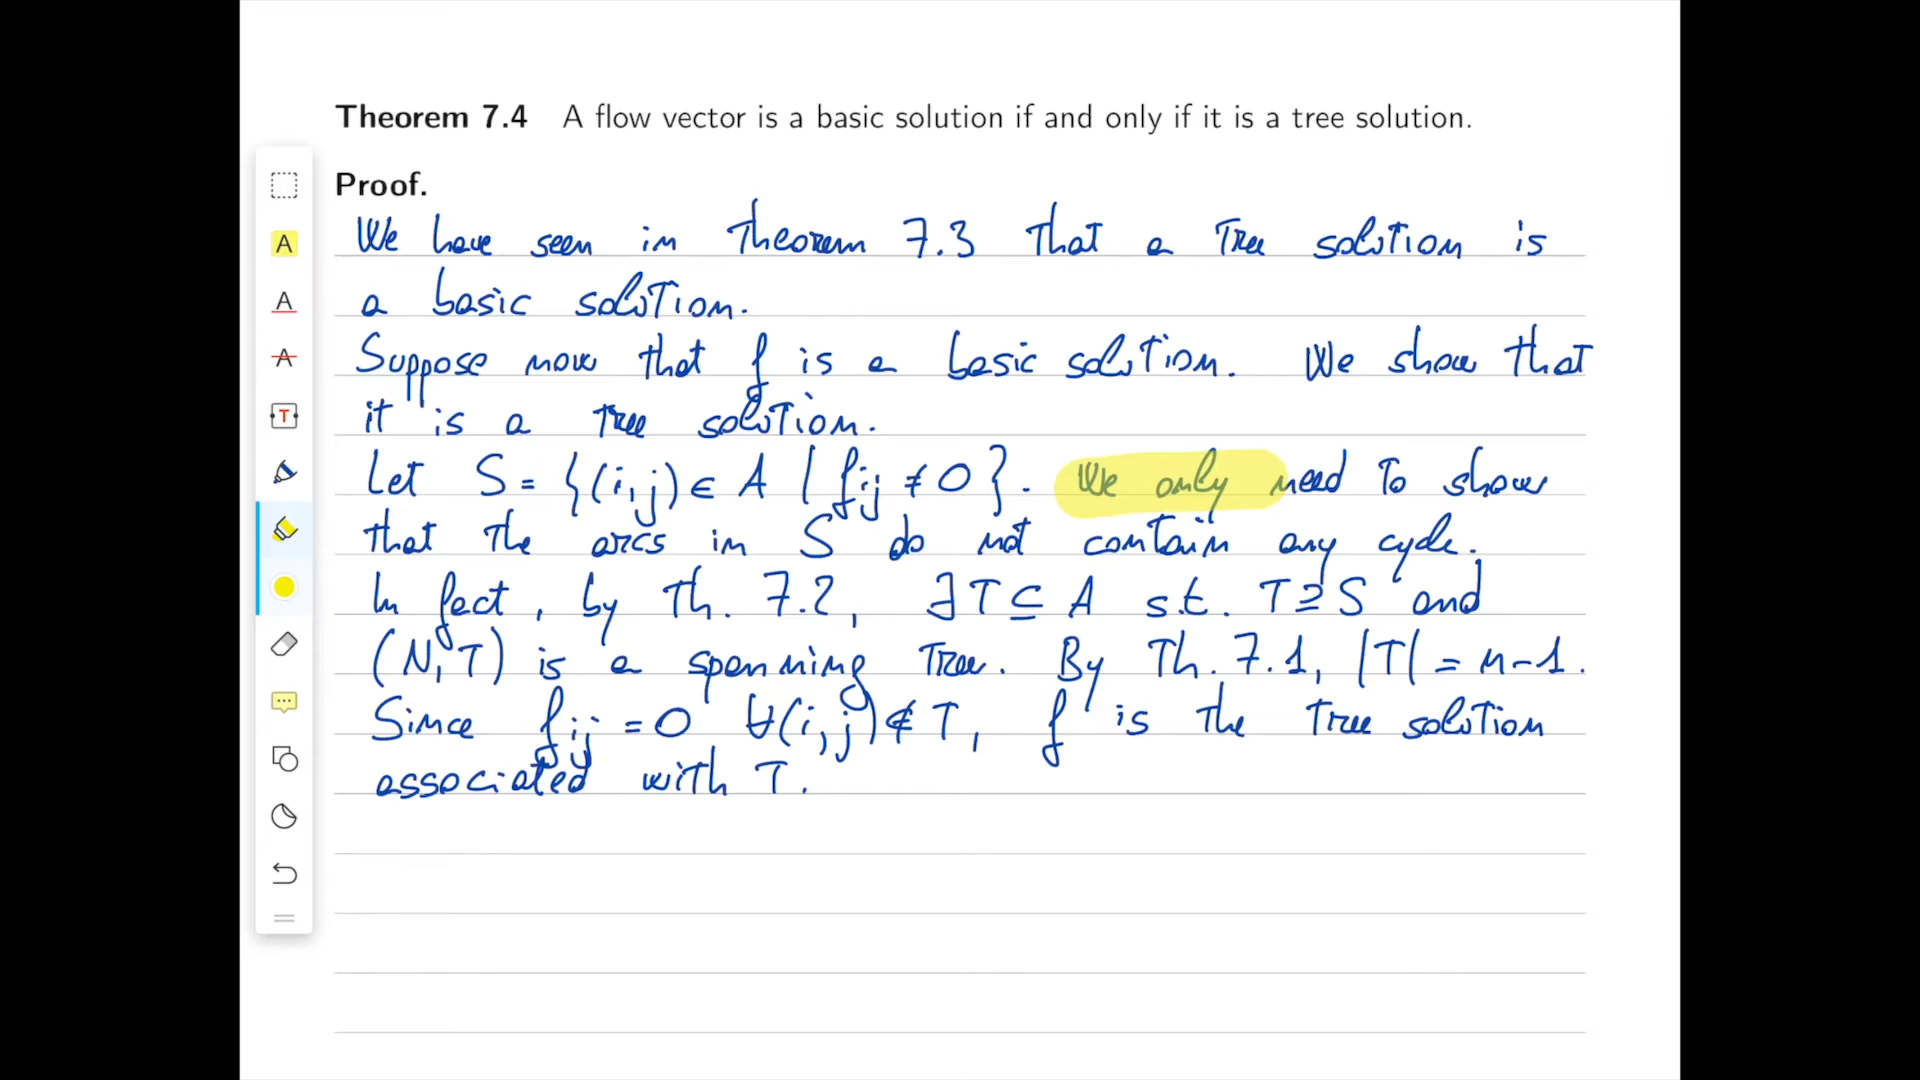 Theorem 7.4 A flow vector is a basic solution if and only if it is a tree solution.
Proof.
We have seen in Theorem 7.3 that a tree solution is
a basic solution.
Suppose now that f is a basic solution. We show that
it is a tree solution.
Let S = {(i,j) ∈ A | fij ≠ 0}. We only need to show
that the arcs in S do not contain any cycle.
In fact, by Th. 7.2, ∃ T ⊆ A s.t. T ⊇ S and
(N,T) is a spanning tree. By Th. 7.1, |T| = n-1.
Since fij = 0 ∀(i,j) ∉ T, f is the tree solution
associated with T.